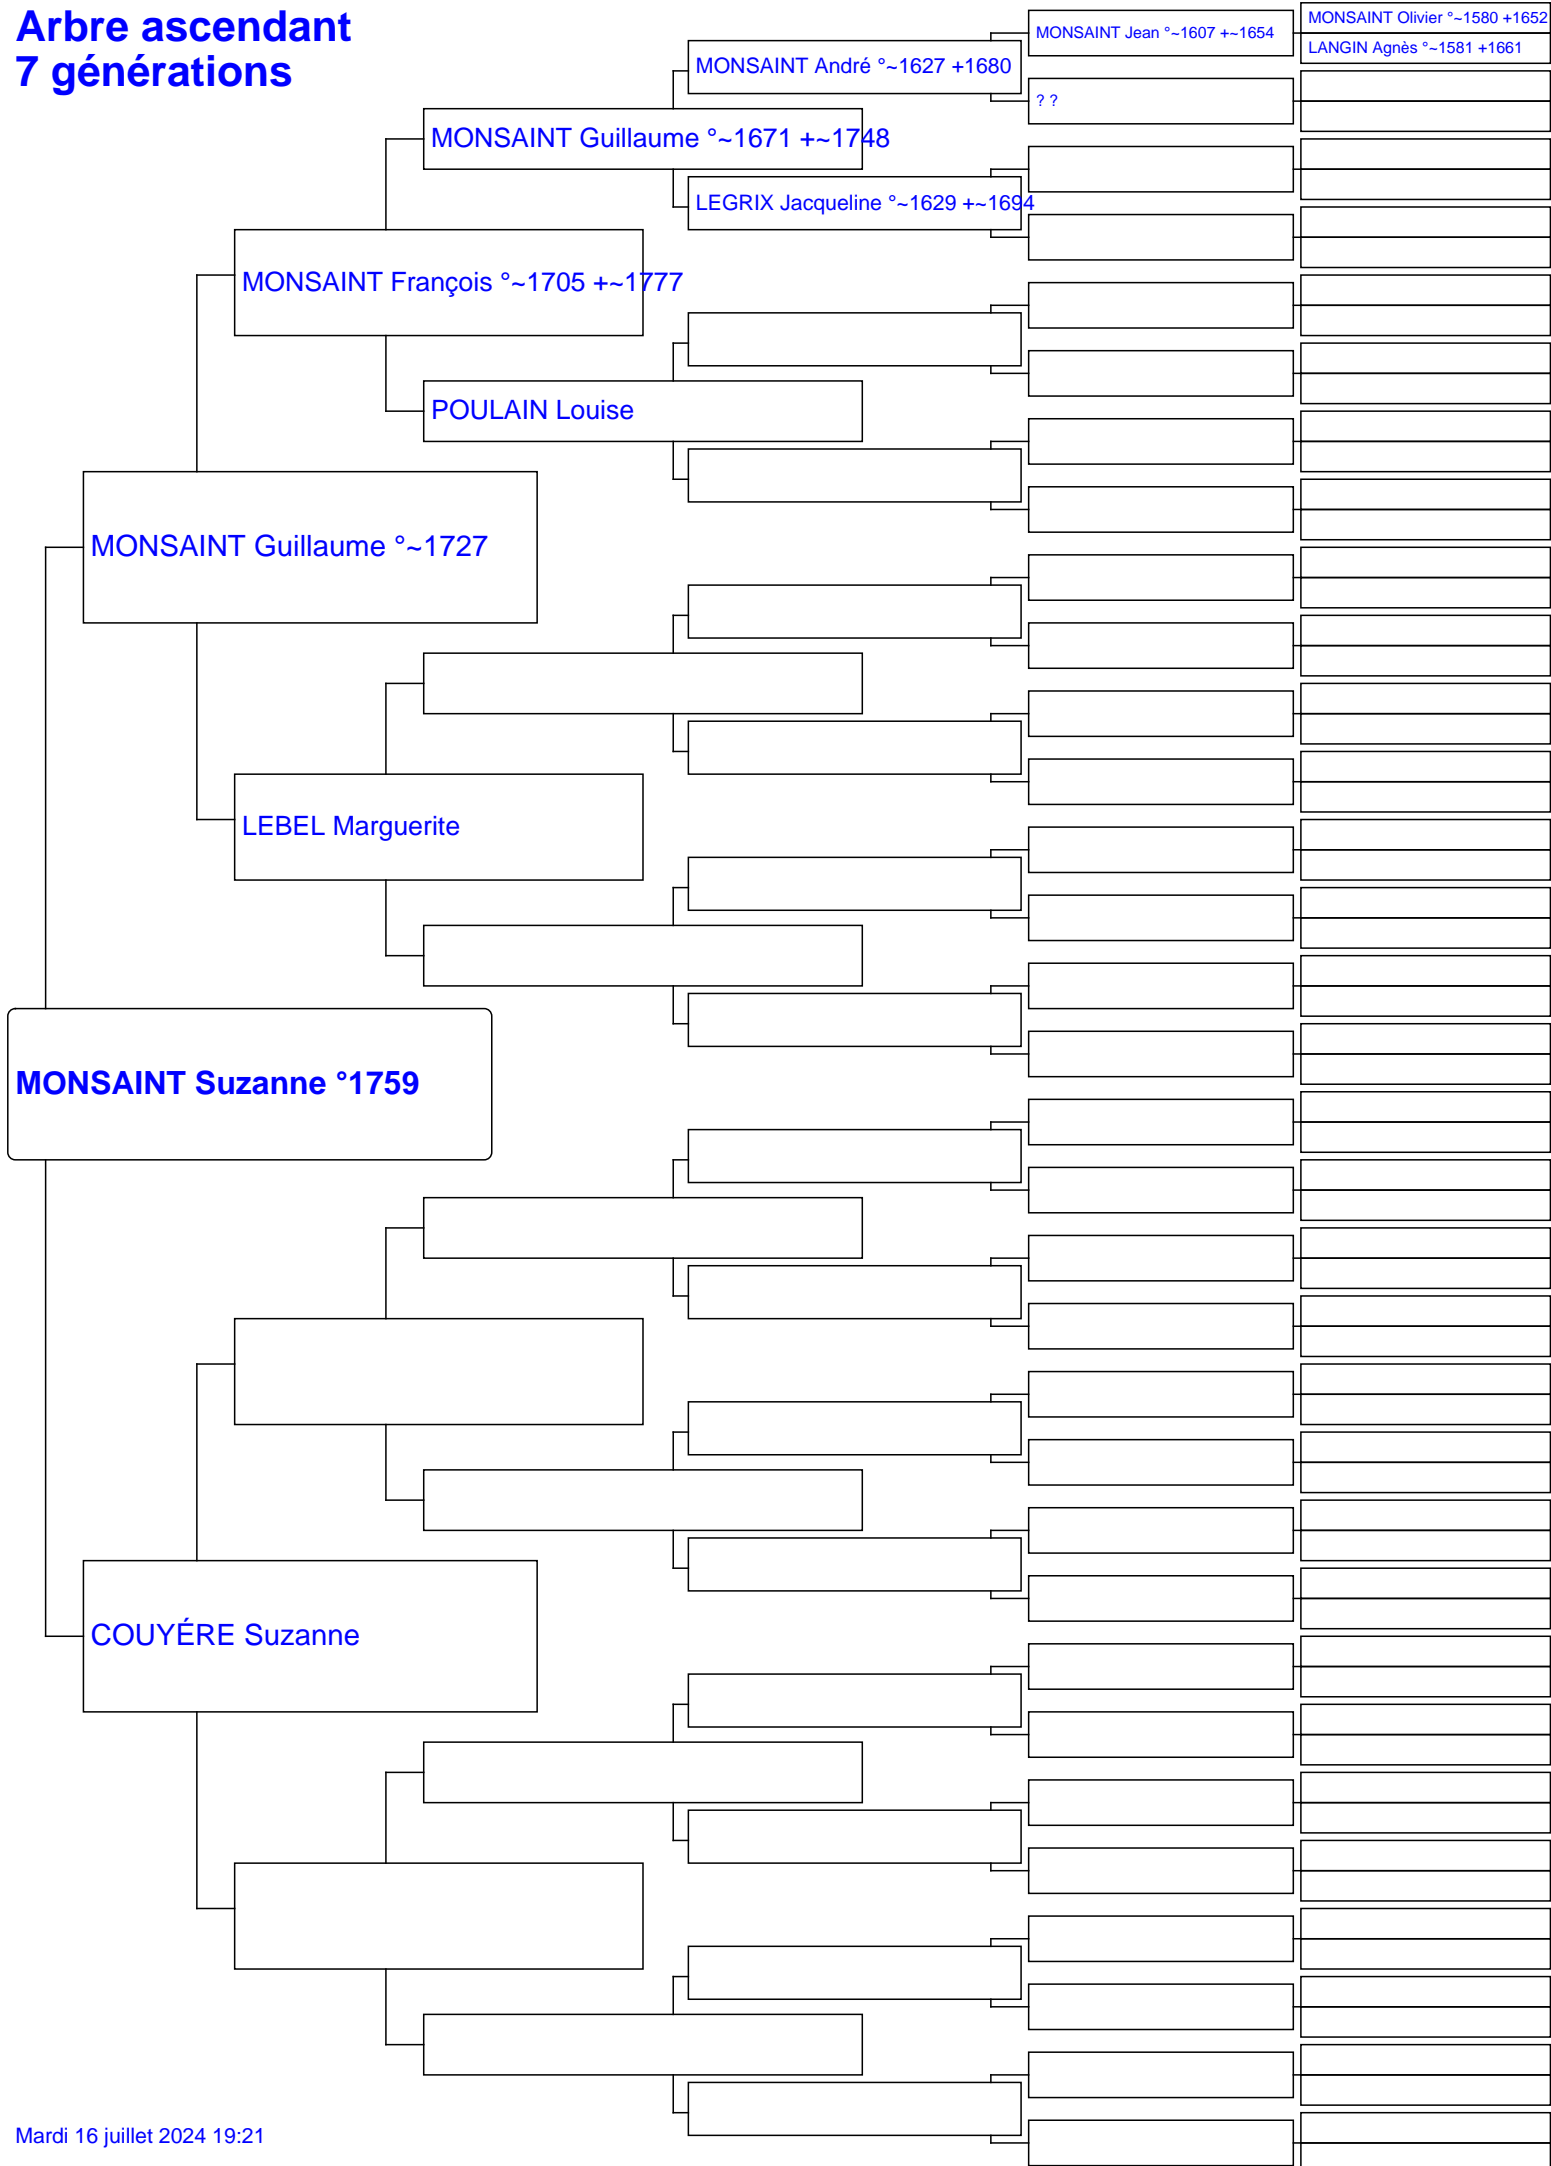 Arbre ascendant
7 générations
MONSAINT Olivier °~1580 +1652
MONSAINT Jean °~1607 +~1654
LANGIN Agnès °~1581 +1661
MONSAINT André °~1627 +1680
? ?
MONSAINT Guillaume °~1671 +~1748
LEGRIX Jacqueline °~1629 +~1694
MONSAINT François °~1705 +~1777
POULAIN Louise
MONSAINT Guillaume °~1727
LEBEL Marguerite
MONSAINT Suzanne °1759
COUYÉRE Suzanne
Mardi 16 juillet 2024 19:21